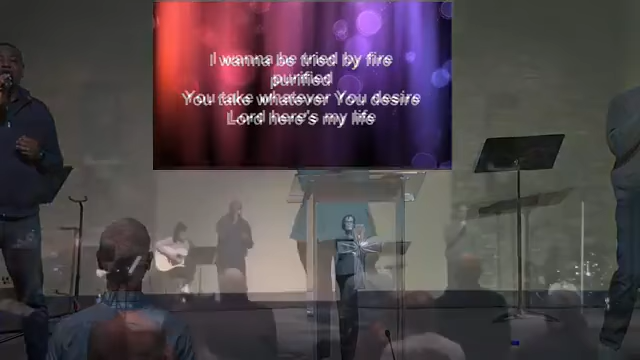 I wanna be tried by fire
purified
You take whatever You desire
Lord here's my life